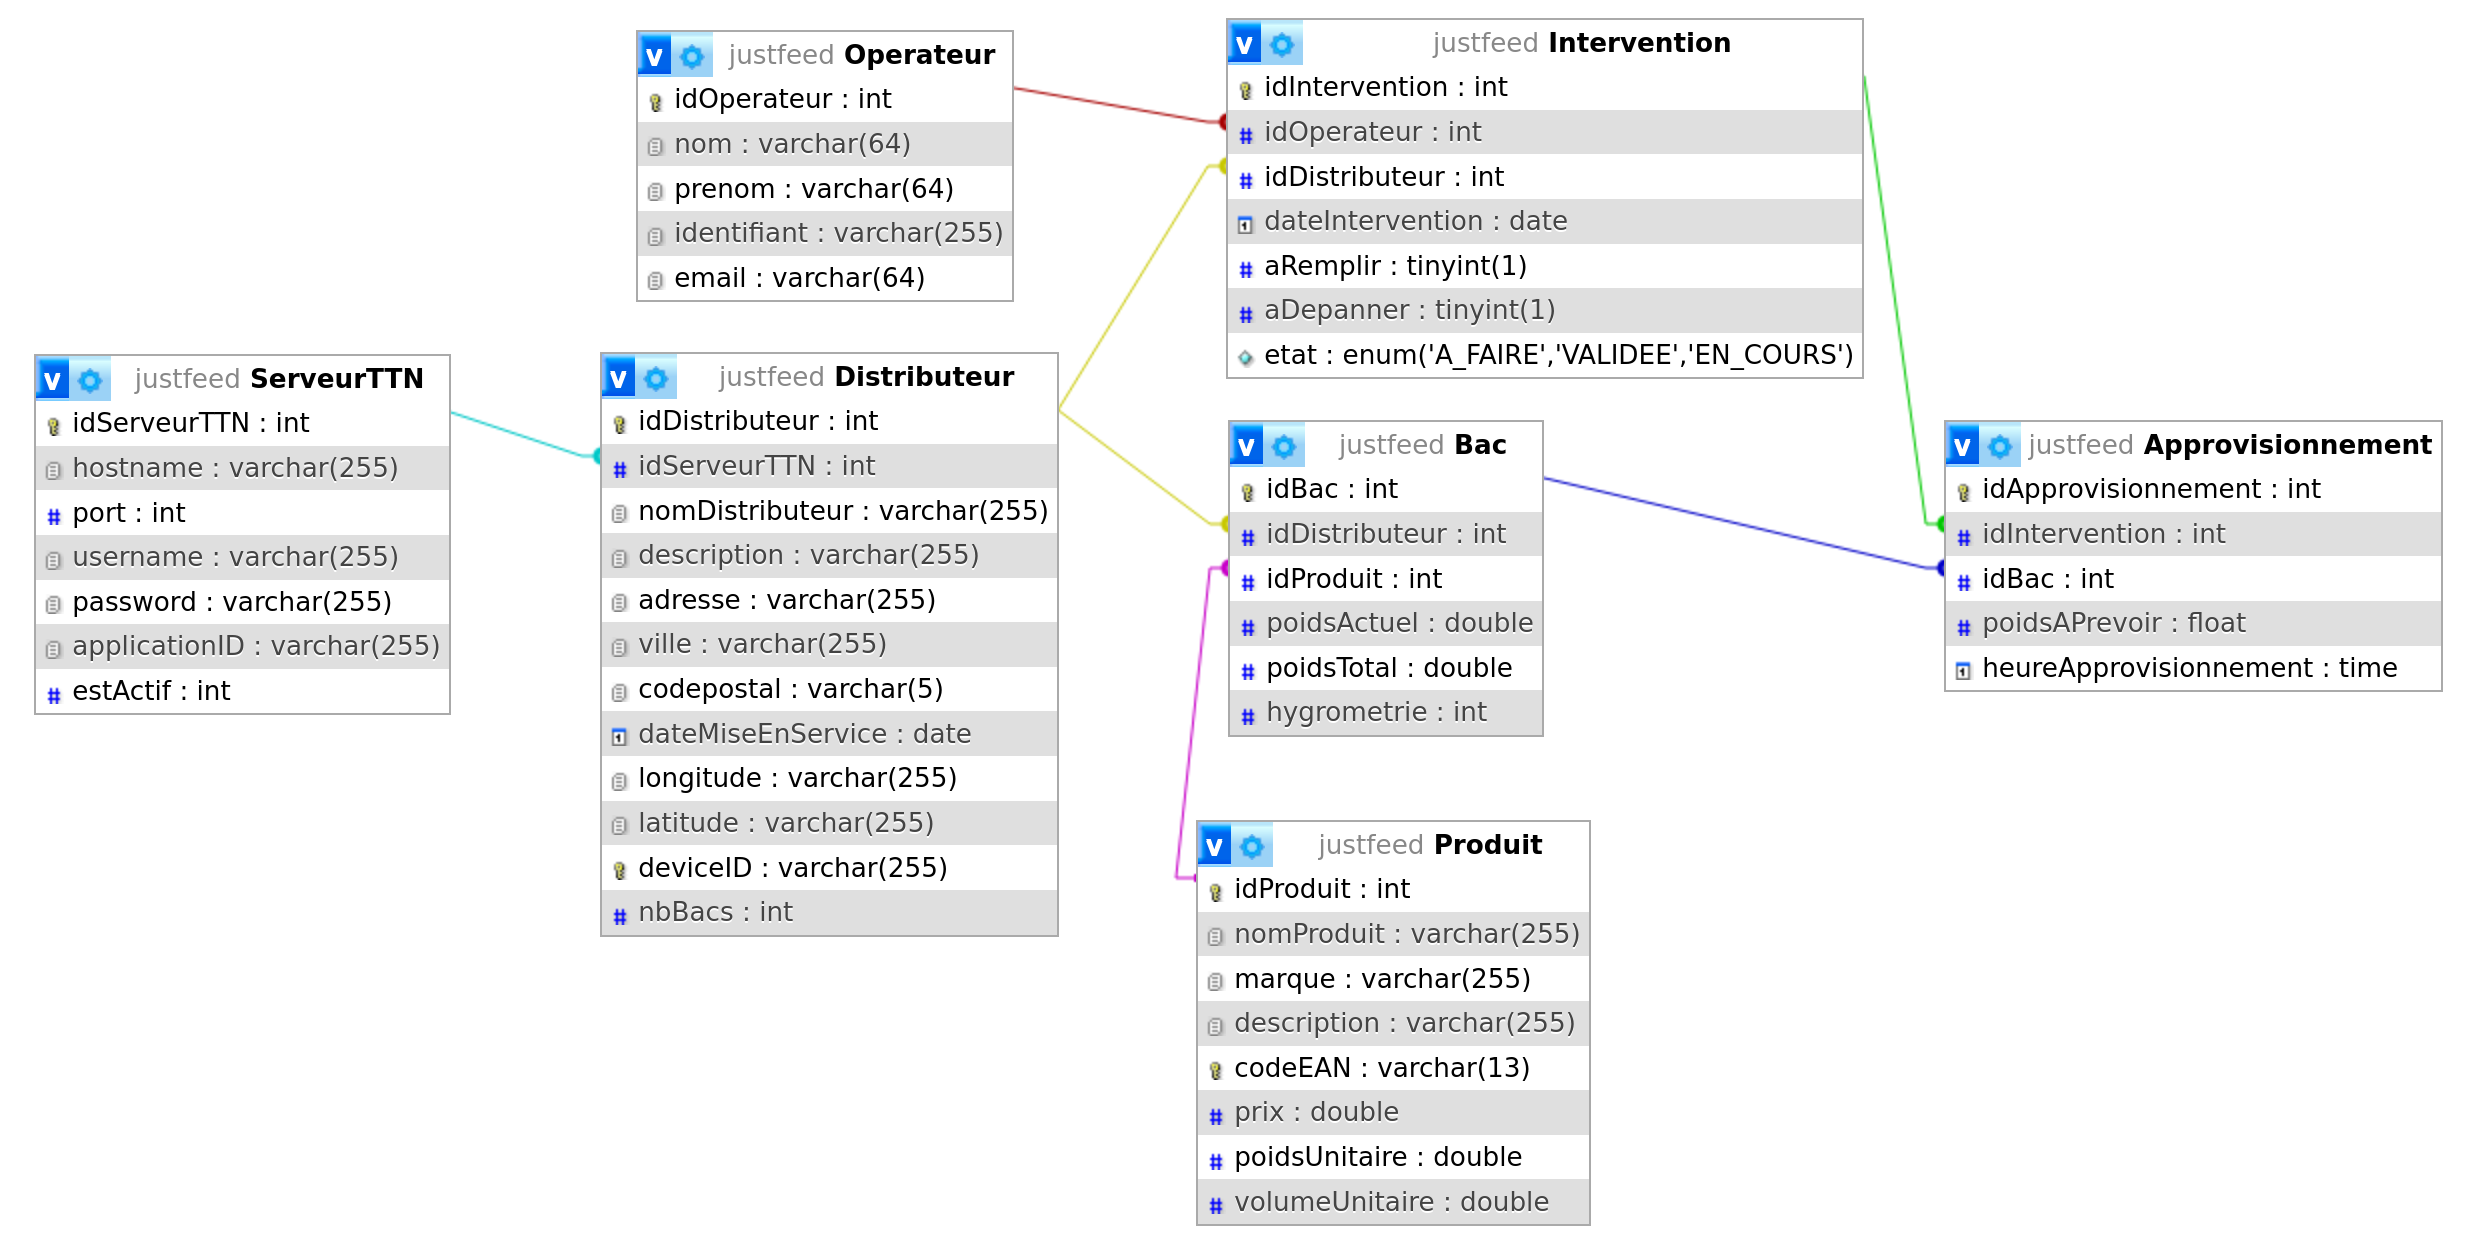 v justfeed Operateur
idOperateur : int
nom : varchar(64)
prenom : varchar(64)
identifiant : varchar(255)
email : varchar(64)
v justfeed Intervention
idIntervention : int
idOperateur : int
idDistributeur : int
dateIntervention : date
aRemplir : tinyint(1)
aDepanner : tinyint(1)
etat : enum('A_FAIRE','VALIDEE','EN_COURS')
v justfeed ServeurTTN
idServeurTTN : int
hostname : varchar(255)
port : int
username : varchar(255)
password : varchar(255)
applicationID : varchar(255)
estActif : int
v justfeed Distributeur
idDistributeur : int
idServeurTTN : int
nomDistributeur : varchar(255)
description : varchar(255)
adresse : varchar(255)
ville : varchar(255)
codepostal : varchar(5)
dateMiseEnService : date
longitude : varchar(255)
latitude : varchar(255)
deviceID : varchar(255)
nbBacs : int
v justfeed Bac
idBac : int
idDistributeur : int
idProduit : int
poidsActuel : double
poidsTotal : double
hygrometrie : int
v justfeed Approvisionnement
idApprovisionnement : int
idIntervention : int
idBac : int
poidsAPrevoir : float
heureApprovisionnement : time
v justfeed Produit
idProduit : int
nomProduit : varchar(255)
marque : varchar(255)
description : varchar(255)
codeEAN : varchar(13)
prix : double
poidsUnitaire : double
volumeUnitaire : double